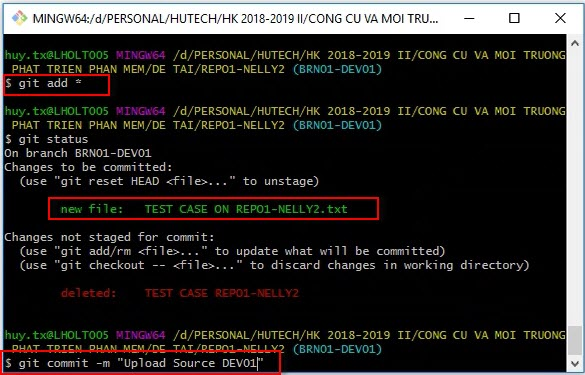 MINGW64:/d/PERSONAL/HUTECH/HK 2018-2019 II/CONG CU VA MOI TRU...
huy.tx@LHOLT005 MINGW64 /d/PERSONAL/HUTECH/HK 2018-2019 II/CONG CU VA MOI TRUONG
PHAT TRIEN PHAN MEM/DE TAI/REPO1-NELLY2 (BRN01-DEV01)
$ git add *
huy.tx@LHOLT005 MINGW64 /d/PERSONAL/HUTECH/HK 2018-2019 II/CONG CU VA MOI TRUONG
PHAT TRIEN PHAN MEM/DE TAI/REPO1-NELLY2 (BRN01-DEV01)
$ git status
On branch BRN01-DEV01
Changes to be committed:
(use "git reset HEAD <file>..." to unstage)
new file: TEST CASE ON REPO1-NELLY2.txt
Changes not staged for commit:
(use "git add/rm <file>..." to update what will be committed)
(use "git checkout -- <file>..." to discard changes in working directory)
deleted: TEST CASE REPO1-NELLY2
huy.tx@LHOLT005 MINGW64 /d/PERSONAL/HUTECH/HK 2018-2019 II/CONG CU VA MOI TRUONG
PHAT TRIEN PHAN MEM/DE TAI/REPO1-NELLY2 (BRN01-DEV01)
$ git commit -m "Upload Source DEV01"